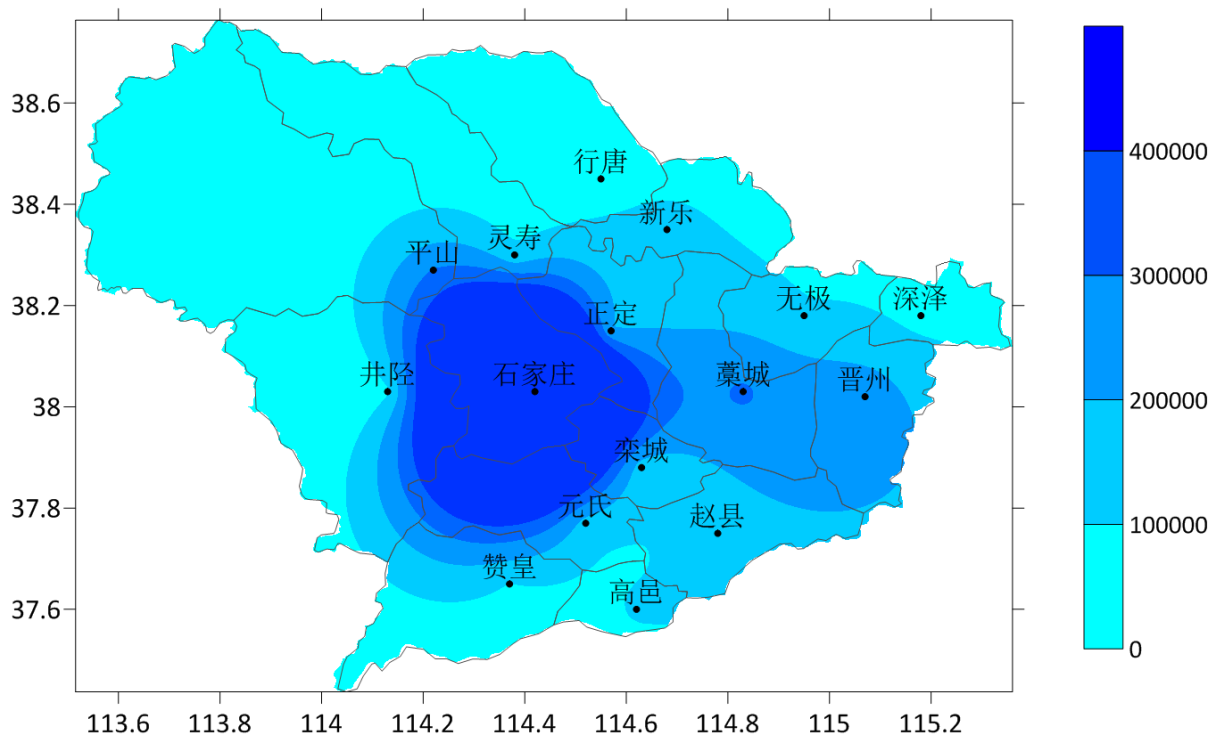 38.6
38.4
38.2
38
37.8
37.6
行唐
新乐
灵寿
平山
无极
深泽
正定
井陉
石家庄
藁城
晋州
栾城
元氏
赵县
赞皇
高邑
400000
300000
200000
100000
0
113.6 113.8 114 114.2 114.4 114.6 114.8 115 115.2